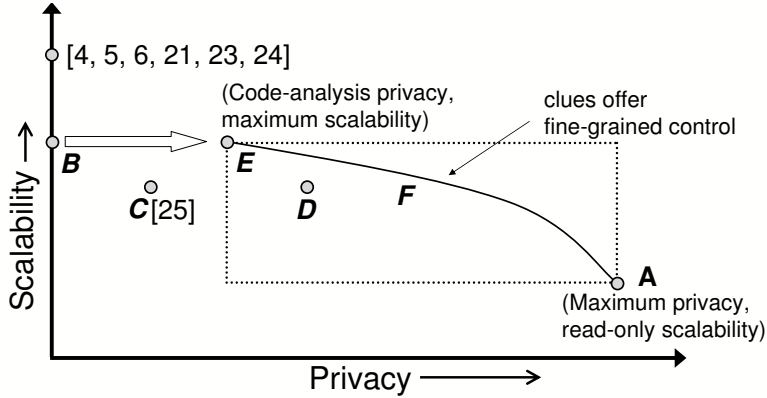 [4, 5, 6, 21, 23, 24]
(Code-analysis privacy,
maximum scalability)
clues offer
fine-grained control
B
E
C[25]
D
F
A
(Maximum privacy,
read-only scalability)
Scalability
Privacy